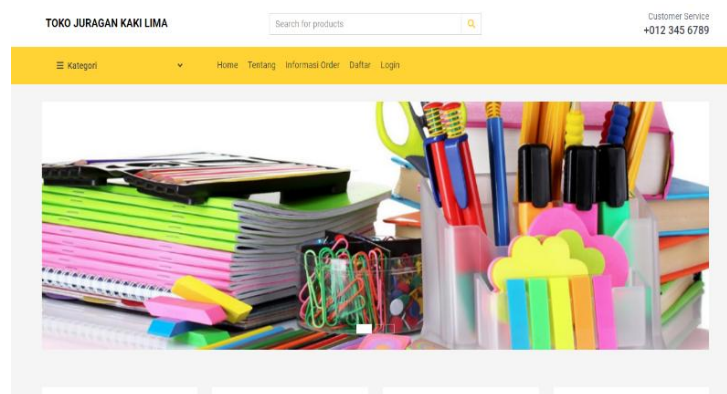 TOKO JURAGAN KAKI LIMA
Search for products
Customer Service
+012 345 6789
Kategori
Home Tentang Informasi Order Daftar Login